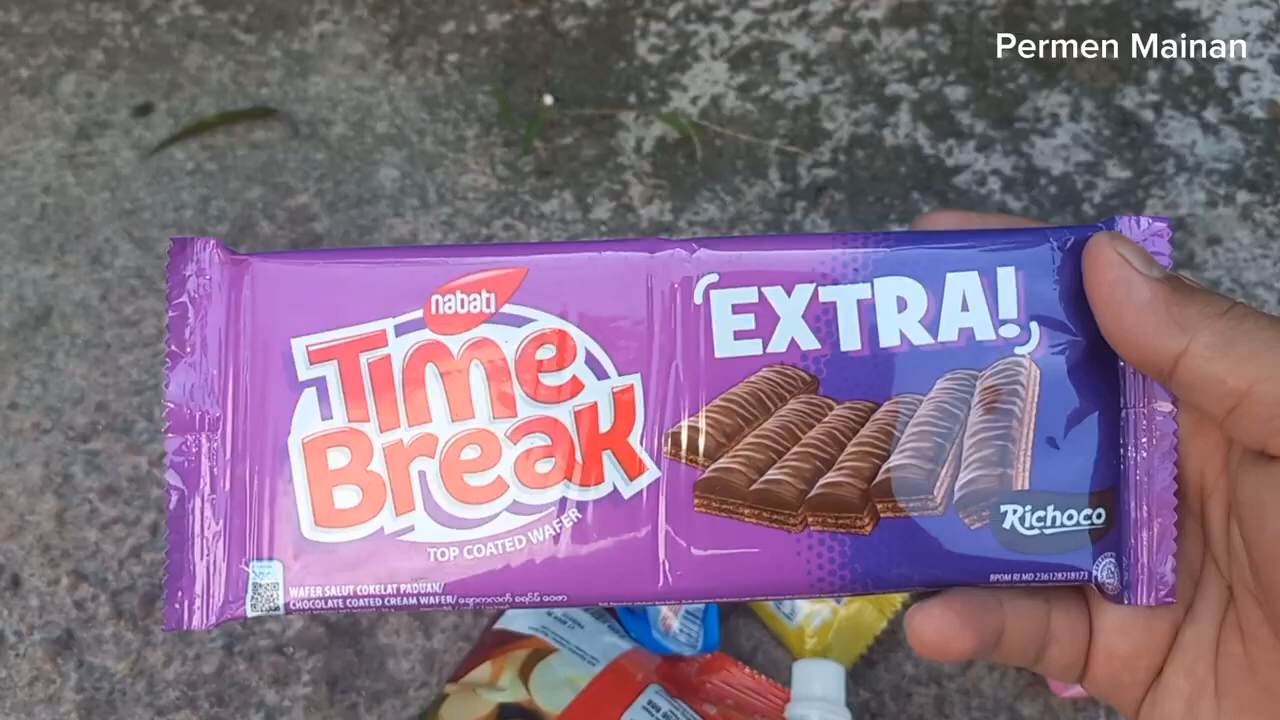 Permen Mainan
nabati
Time
Break
TOP COATED WAFER
EXTRA!
Richoco
WAFER SALUT COKELAT PADUAN/
CHOCOLATE COATED CREAM WAFER/
BPOM RI MD 236128218173